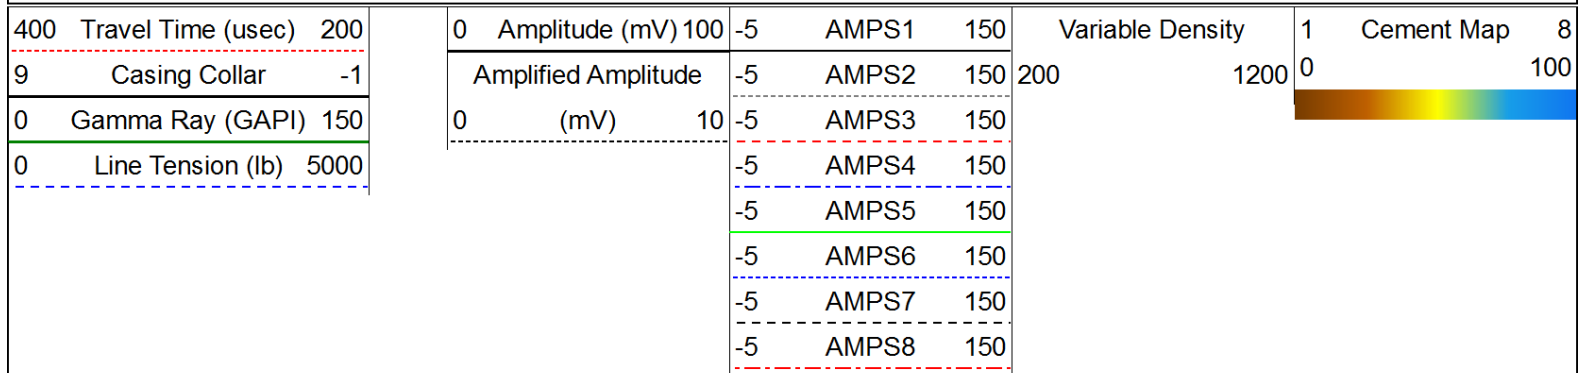 400 Travel Time (usec) 200
9 Casing Collar -1
0 Gamma Ray (GAPI) 150
0 Line Tension (lb) 5000
0 Amplitude (mV) 100
Amplified Amplitude
0 (mV) 10
-5 AMPS1 150
-5 AMPS2 150
-5 AMPS3 150
-5 AMPS4 150
-5 AMPS5 150
-5 AMPS6 150
-5 AMPS7 150
-5 AMPS8 150
Variable Density
200 1200
1 Cement Map 8
0 100